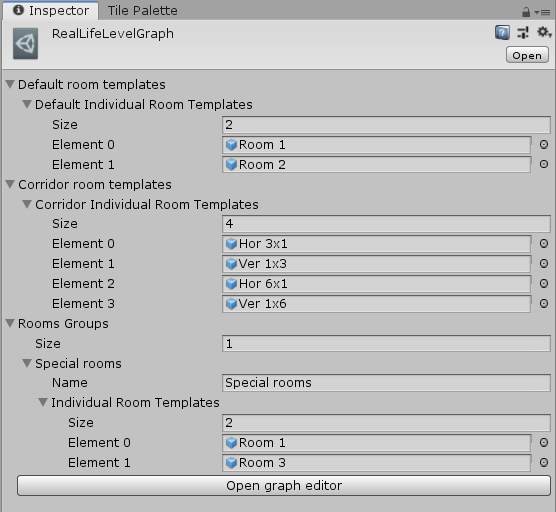 Inspector Tile Palette
RealLifeLevelGraph
Open
Default room templates
Default Individual Room Templates
Size 2
Element 0 Room 1
Element 1 Room 2
Corridor room templates
Corridor Individual Room Templates
Size 4
Element 0 Hor 3x1
Element 1 Ver 1x3
Element 2 Hor 6x1
Element 3 Ver 1x6
Rooms Groups
Size 1
Special rooms
Name Special rooms
Individual Room Templates
Size 2
Element 0 Room 1
Element 1 Room 3
Open graph editor